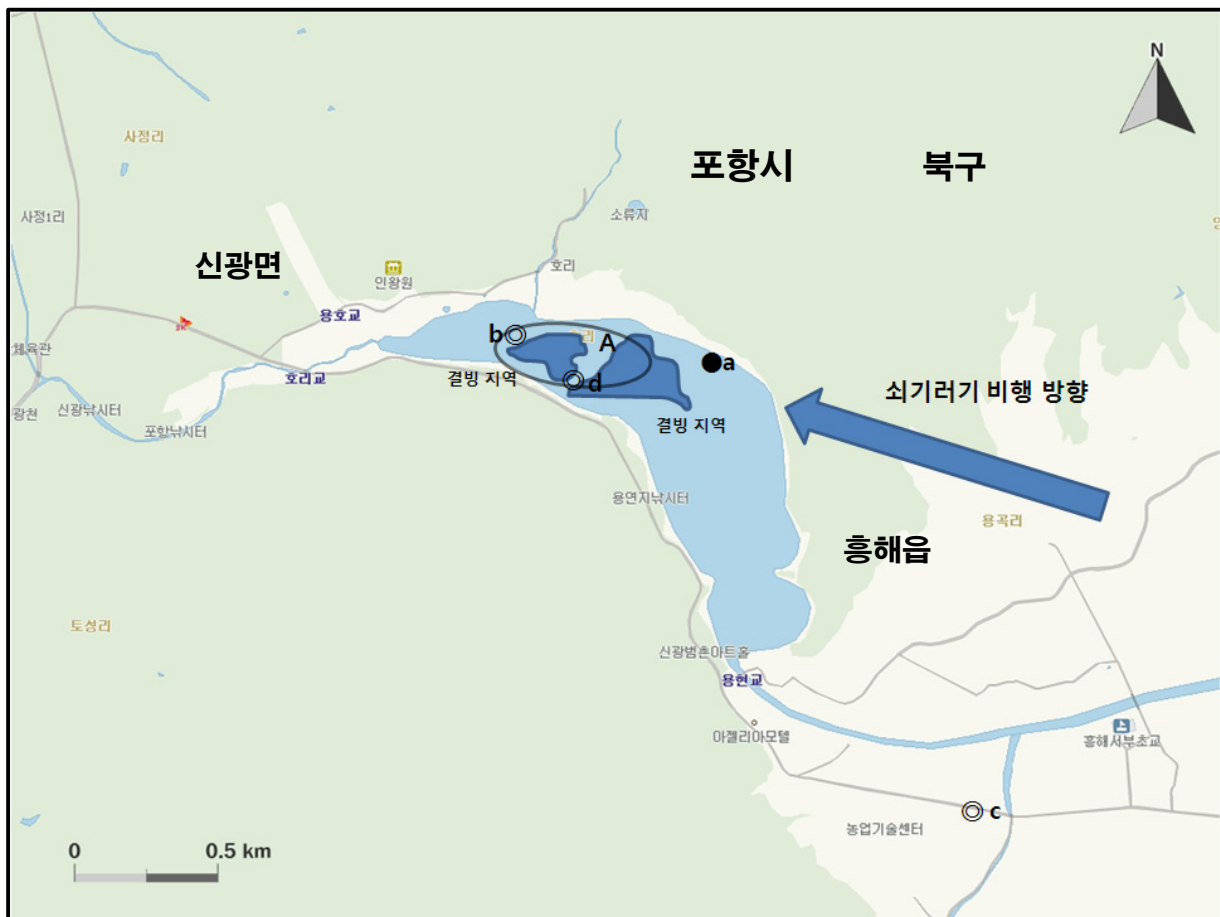 N
포항시 북구
사정리
사정1리
소류지
신광면
인왕원
호리
용호교
b
A
a
체육관
호리교
결빙 지역
d
쇠기러기 비행 방향
광천
신광낚시터
포항낚시터
결빙 지역
용연지낚시터
용곡리
흥해읍
토성리
신광범촌아트홀
용현교
아젤리아모텔
흥해서부초교
c
농업기술센터
0 0.5 km